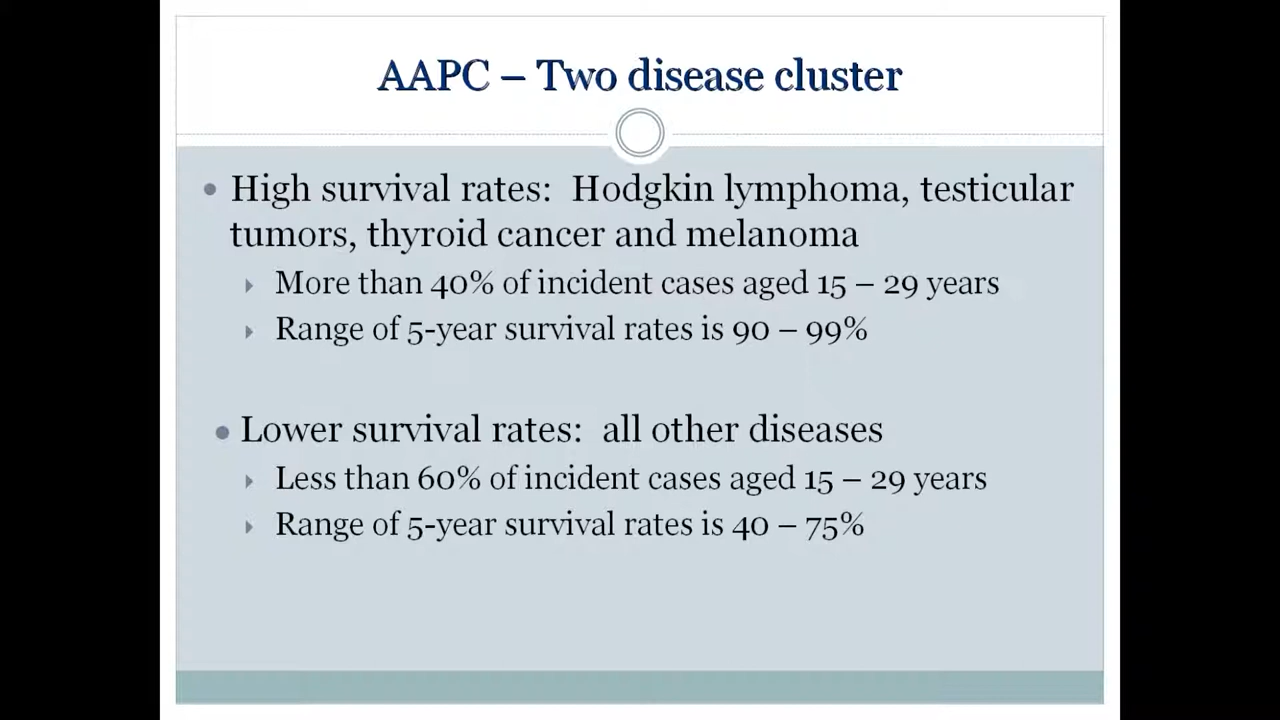 AAPC – Two disease cluster
• High survival rates:  Hodgkin lymphoma, testicular
tumors, thyroid cancer and melanoma
More than 40% of incident cases aged 15 – 29 years
Range of 5-year survival rates is 90 – 99%
• Lower survival rates:  all other diseases
Less than 60% of incident cases aged 15 – 29 years
Range of 5-year survival rates is 40 – 75%